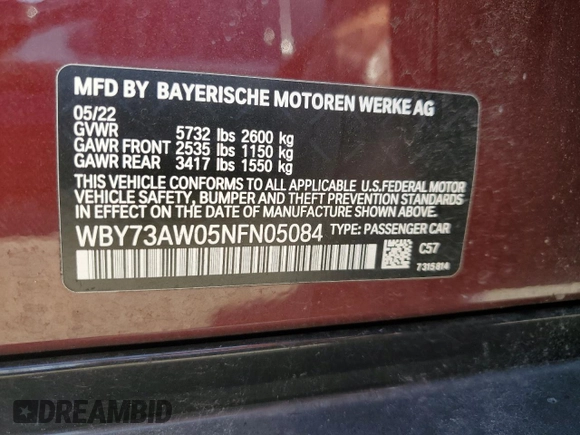 MFD BY BAYERISCHE MOTOREN WERKE AG
05/22
GVWR 5732 lbs 2600 kg
GAWR FRONT 2535 lbs 1150 kg
GAWR REAR 3417 lbs 1550 kg
THIS VEHICLE CONFORMS TO ALL APPLICABLE U.S.FEDERAL MOTOR
VEHICLE SAFETY, BUMPER AND THEFT PREVENTION STANDARDS
IN EFFECT ON THE DATE OF MANUFACTURE SHOWN ABOVE.
WBY73AW05NFN05084 TYPE: PASSENGER CAR
C57
7315814
DREAMBID